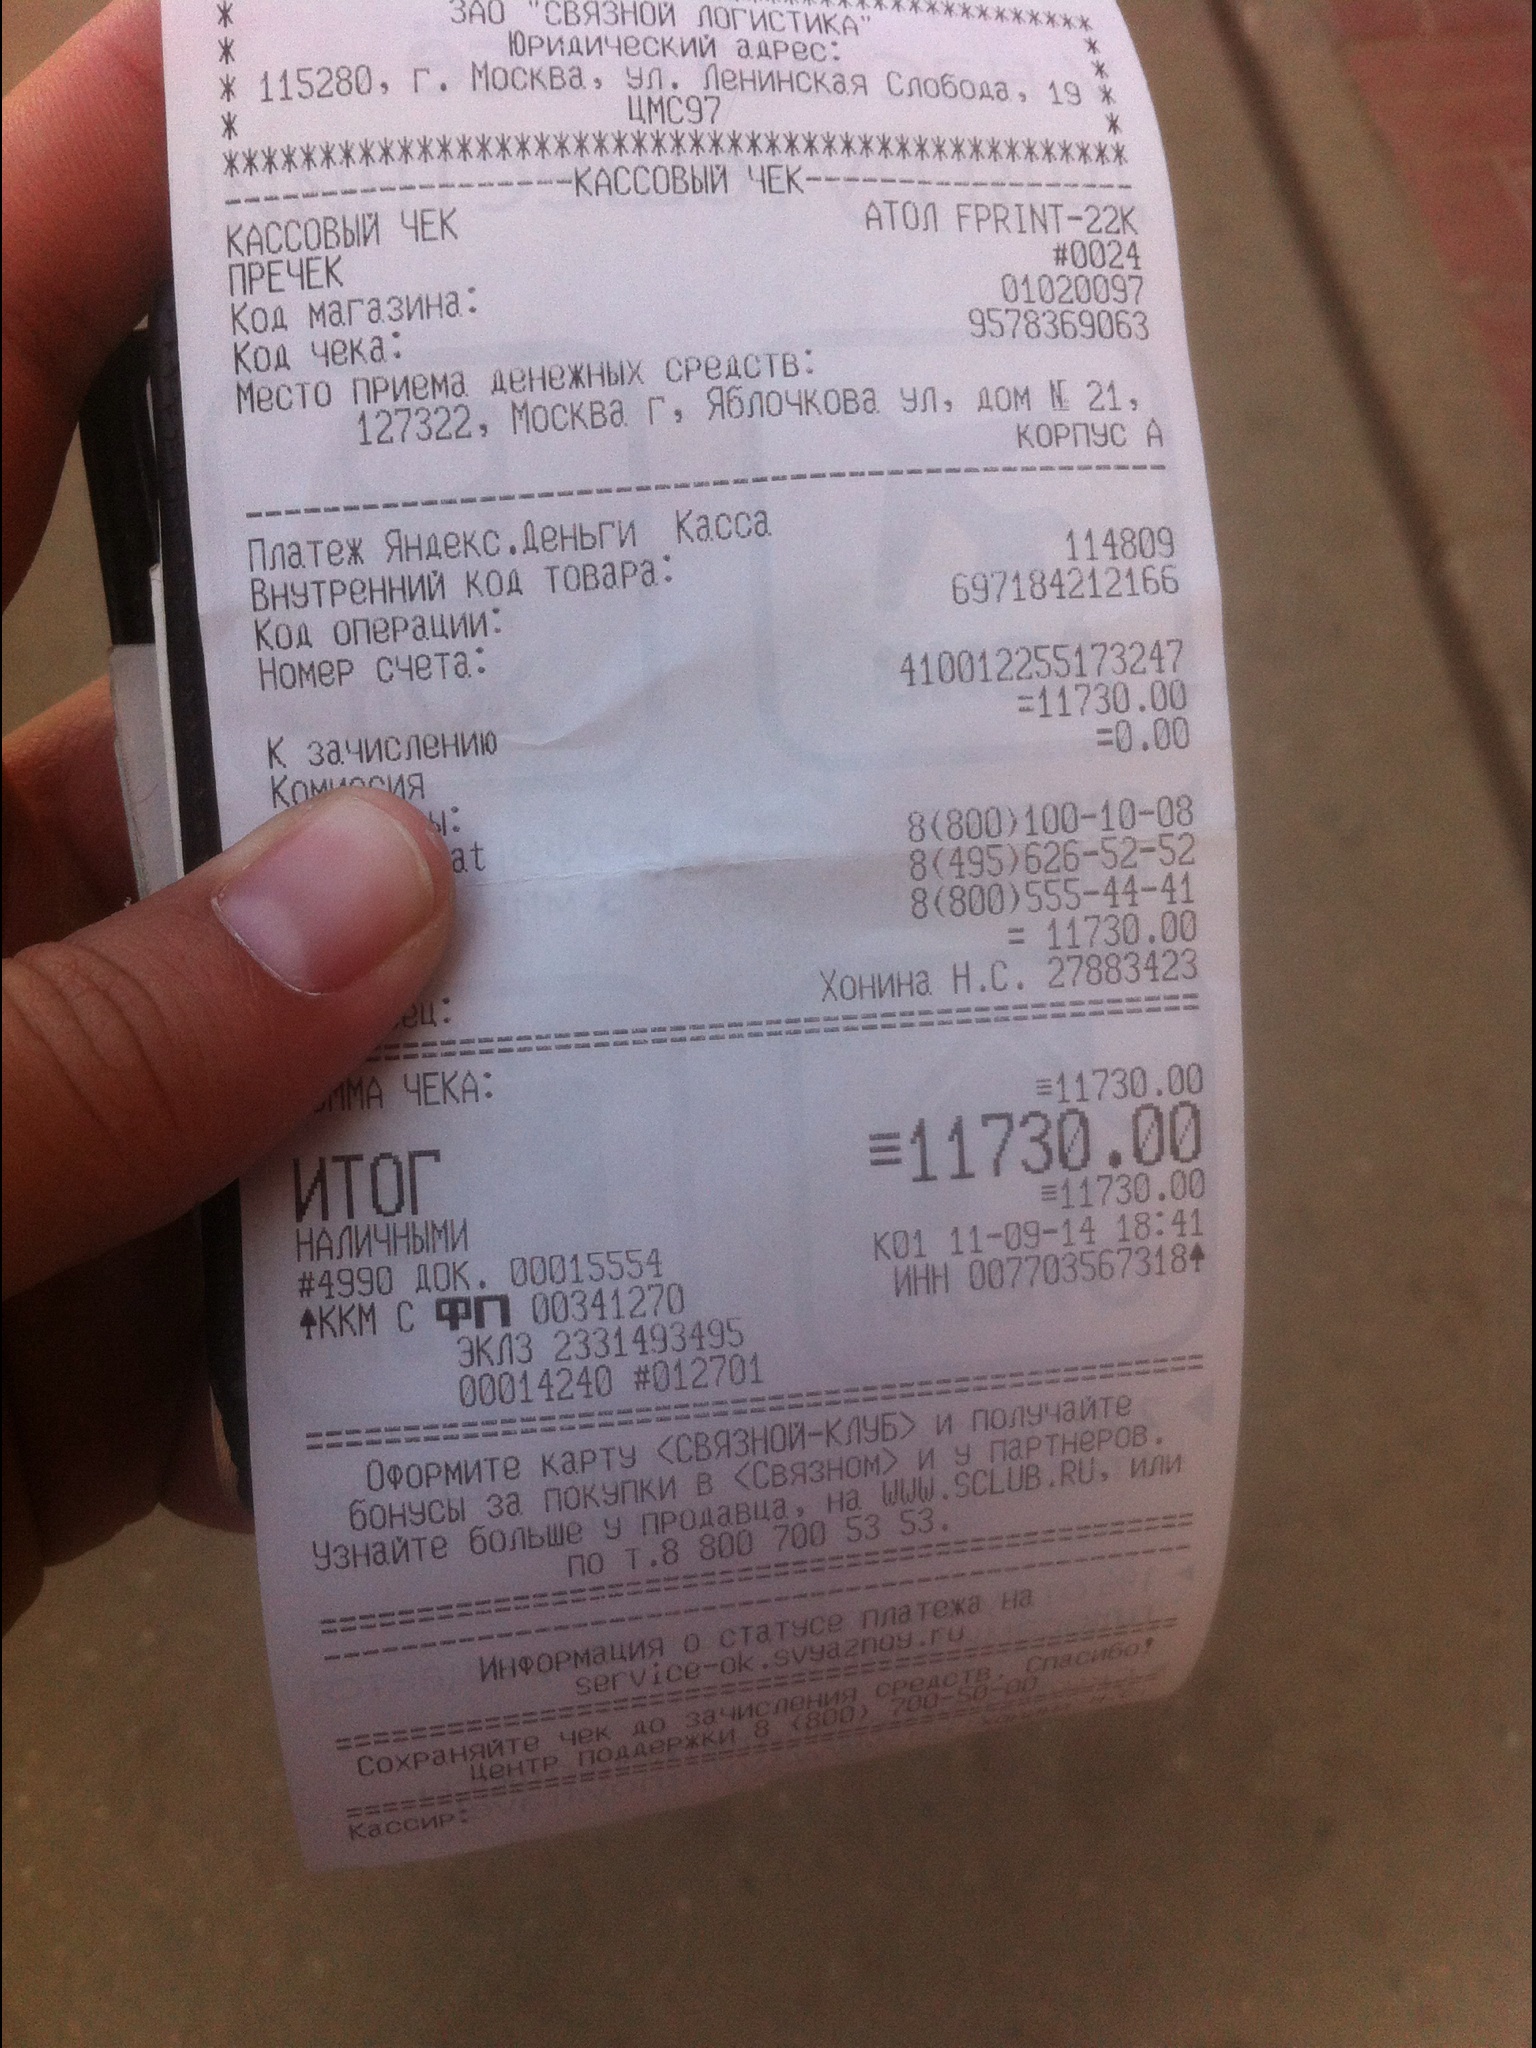 ЗАО "СВЯЗНОЙ ЛОГИСТИКА"
Юридический адрес:
115280, г. Москва, ул. Ленинская Слобода, 19
ЦМС97
КАССОВЫЙ ЧЕК
КАССОВЫЙ ЧЕК АТОЛ FPRINT-22К
ПРЕЧЕК #0024
Код магазина: 01020097
Код чека: 9578369063
Место приема денежных средств:
127322, Москва г, Яблочкова ул, дом № 21,
корпус А
Платеж Яндекс.Деньги Касса
Внутренний код товара: 114809
Код операции: 697184212166
Номер счета: 410012255173247
К зачислению =11730.00
Комиссия =0.00
ы: 8(800)100-10-08
at 8(495)626-52-52
8(800)555-44-41
= 11730.00
ец: Хонина Н.С. 27883423
ММА ЧЕКА: ≡11730.00
ИТОГ ≡11730.00
НАЛИЧНЫМИ ≡11730.00
#4990 ДОК. 00015554 К01 11-09-14 18:41
ККМ С ФП 00341270 ИНН 007703567318
ЭКЛЗ 2331493495
00014240 #012701
Оформите карту <СВЯЗНОЙ-КЛУБ> и получайте
бонусы за покупки в <Связном> и у партнеров.
Узнайте больше у продавца, на WWW.SCLUB.RU, или
по т.8 800 700 53 53.
Информация о статусе платежа на
service-ok.svyaznoy.ru
Сохраняйте чек до зачисления средств. Спасибо!
Центр поддержки 8 (800) 700-50-00
Кассир: